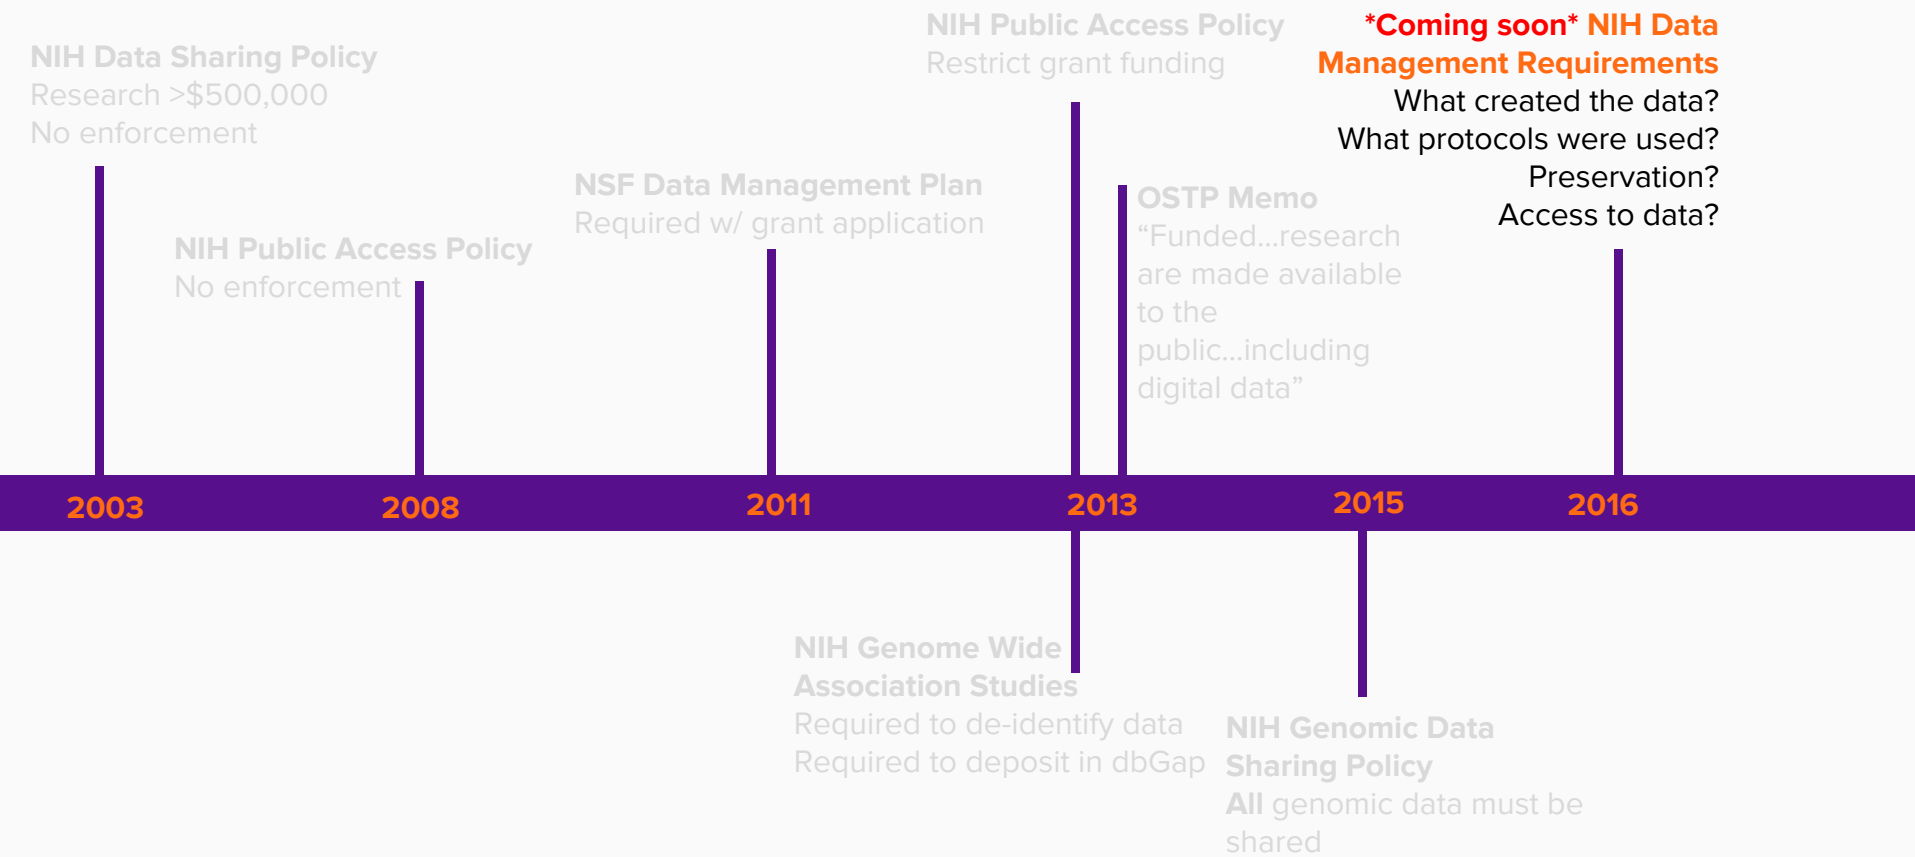 NIH Data Sharing Policy
Research >$500,000
No enforcement
NIH Public Access Policy
No enforcement
NSF Data Management Plan
Required w/ grant application
NIH Public Access Policy
Restrict grant funding
OSTP Memo
“Funded...research
are made available
to the
public...including
digital data”
*Coming soon* NIH Data
Management Requirements
What created the data?
What protocols were used?
Preservation?
Access to data?
2003
2008
2011
2013
2015
2016
NIH Genome Wide
Association Studies
Required to de-identify data
Required to deposit in dbGap
NIH Genomic Data
Sharing Policy
All genomic data must be
shared